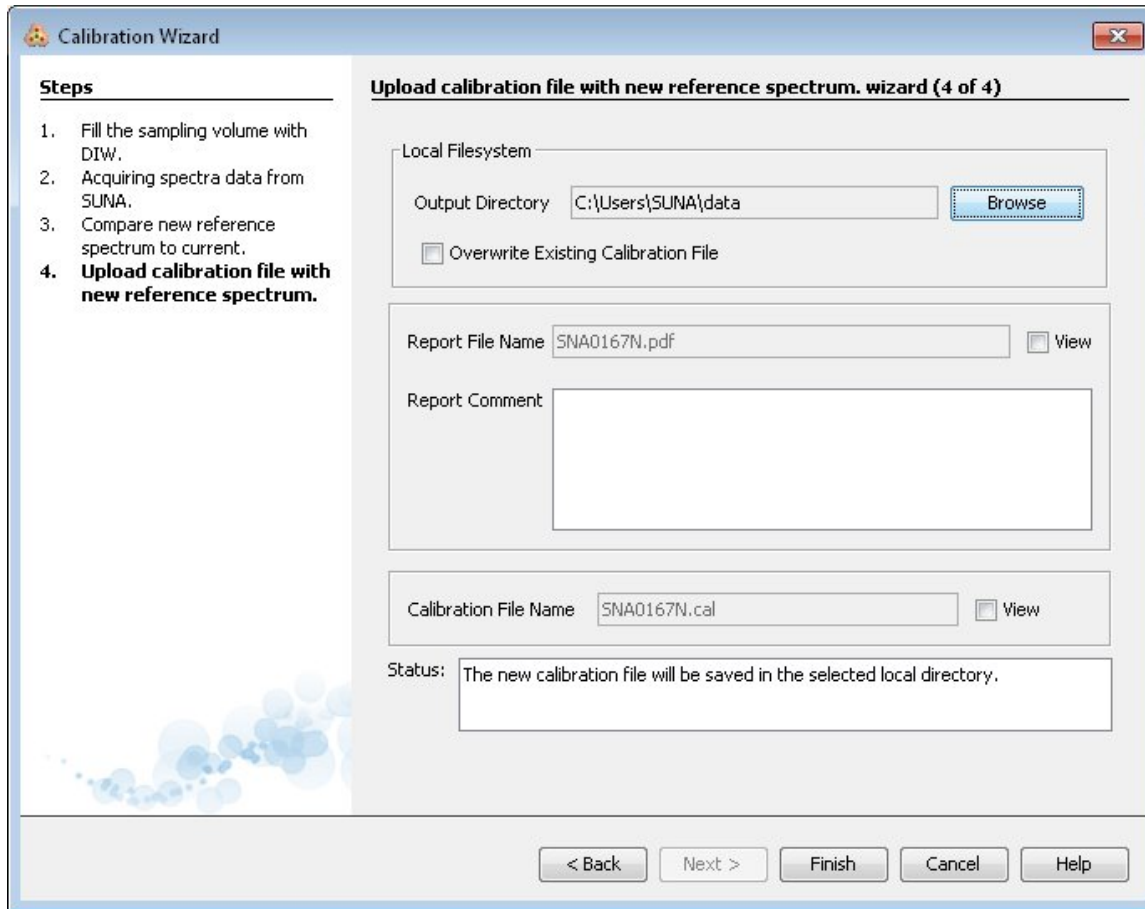 Calibration Wizard
Steps
1. Fill the sampling volume with
DIW.
2. Acquiring spectra data from
SUNA.
3. Compare new reference
spectrum to current.
4. Upload calibration file with
new reference spectrum.
Upload calibration file with new reference spectrum. wizard (4 of 4)
Local Filesystem
Output Directory C:\Users\SUNA\data Browse
Overwrite Existing Calibration File
Report File Name SNA0167N.pdf View
Report Comment
Calibration File Name SNA0167N.cal View
Status: The new calibration file will be saved in the selected local directory.
< Back Next > Finish Cancel Help